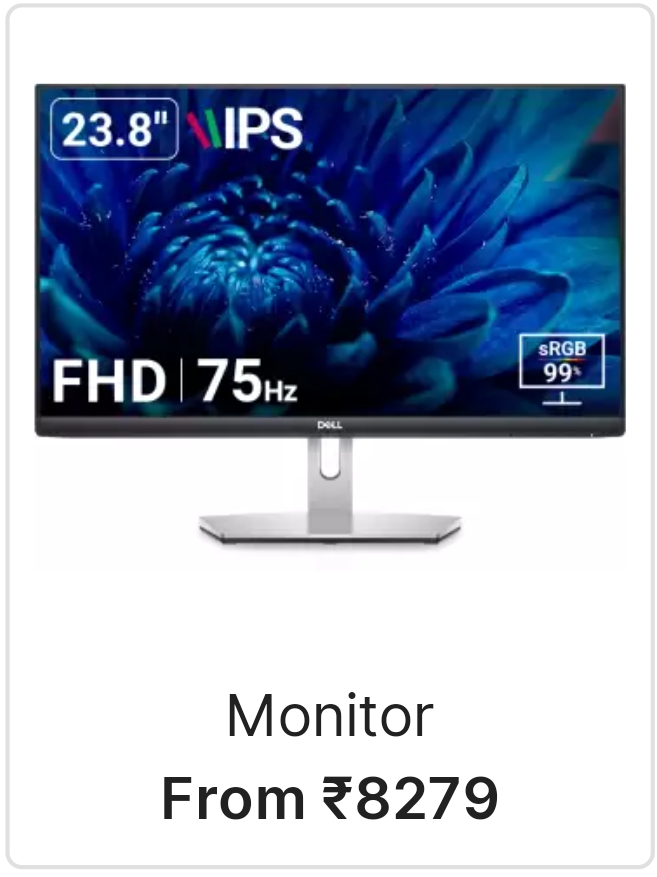 23.8" IPS
sRGB
99%
FHD | 75Hz
DELL
Monitor
From ₹8279